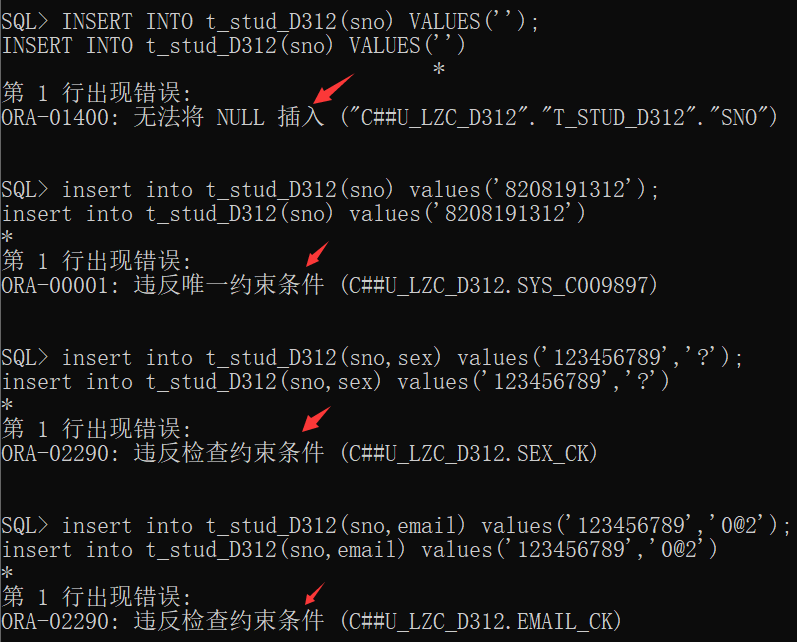 SQL> INSERT INTO t_stud_D312(sno) VALUES('');
INSERT INTO t_stud_D312(sno) VALUES('')
*
第 1 行出现错误:
ORA-01400: 无法将 NULL 插入 ("C##U_LZC_D312"."T_STUD_D312"."SNO")
SQL> insert into t_stud_D312(sno) values('8208191312');
insert into t_stud_D312(sno) values('8208191312')
*
第 1 行出现错误:
ORA-00001: 违反唯一约束条件 (C##U_LZC_D312.SYS_C009897)
SQL> insert into t_stud_D312(sno,sex) values('123456789','?');
insert into t_stud_D312(sno,sex) values('123456789','?')
*
第 1 行出现错误:
ORA-02290: 违反检查约束条件 (C##U_LZC_D312.SEX_CK)
SQL> insert into t_stud_D312(sno,email) values('123456789','0@2');
insert into t_stud_D312(sno,email) values('123456789','0@2')
*
第 1 行出现错误:
ORA-02290: 违反检查约束条件 (C##U_LZC_D312.EMAIL_CK)